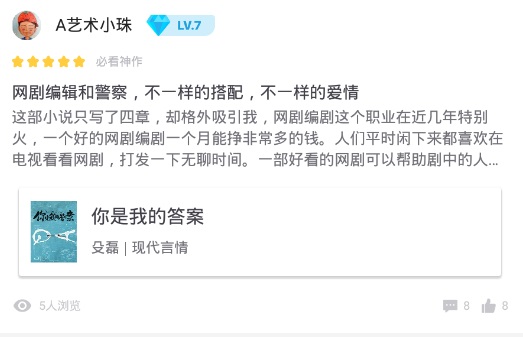 A艺术小珠 LV.7
必看神作
网剧编辑和警察，不一样的搭配，不一样的爱情
这部小说只写了四章，却格外吸引我，网剧编剧这个职业在近几年特别
火，一个好的网剧编剧一个月能挣非常多的钱。人们平时闲下来都喜欢在
电视看看网剧，打发一下无聊时间。一部好看的网剧可以帮助剧中的人...
你是我的答案
你是我的答案
殳磊 | 现代言情
5人浏览 8 8